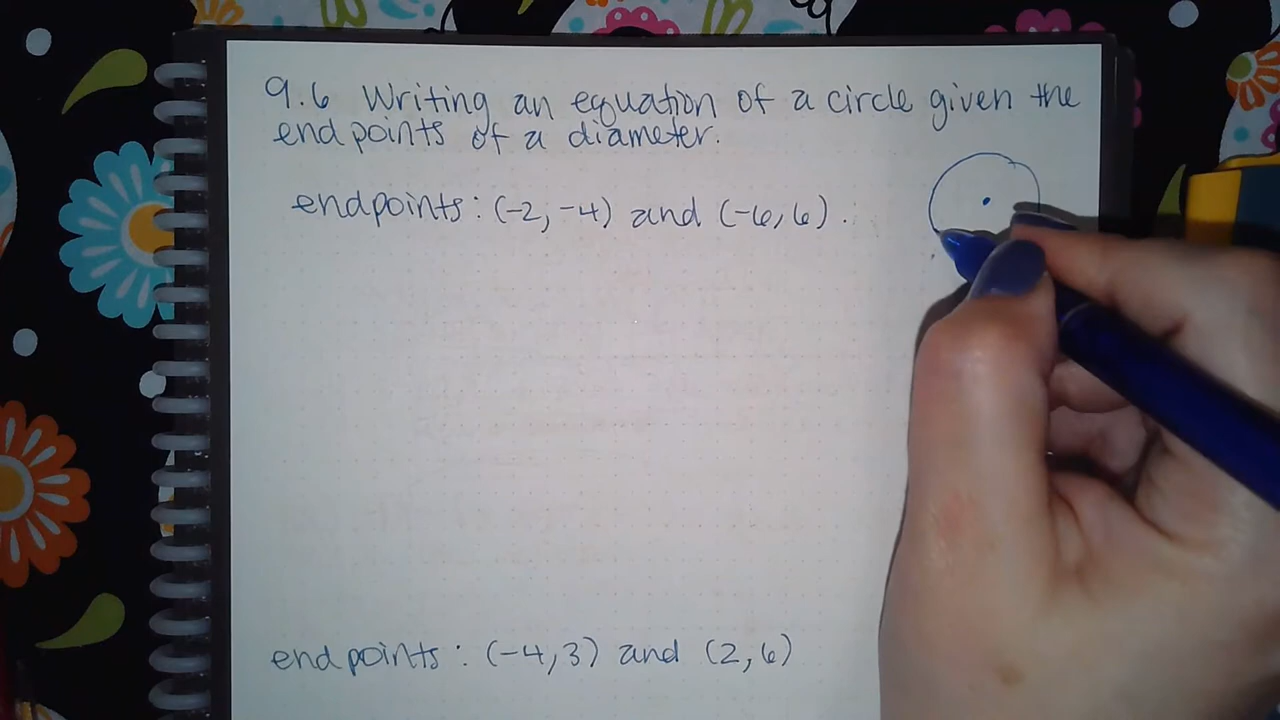 9.6 Writing an equation of a circle given the
endpoints of a diameter.
endpoints: (-2,-4) and (-6,6).
endpoints: (-4,3) and (2,6)